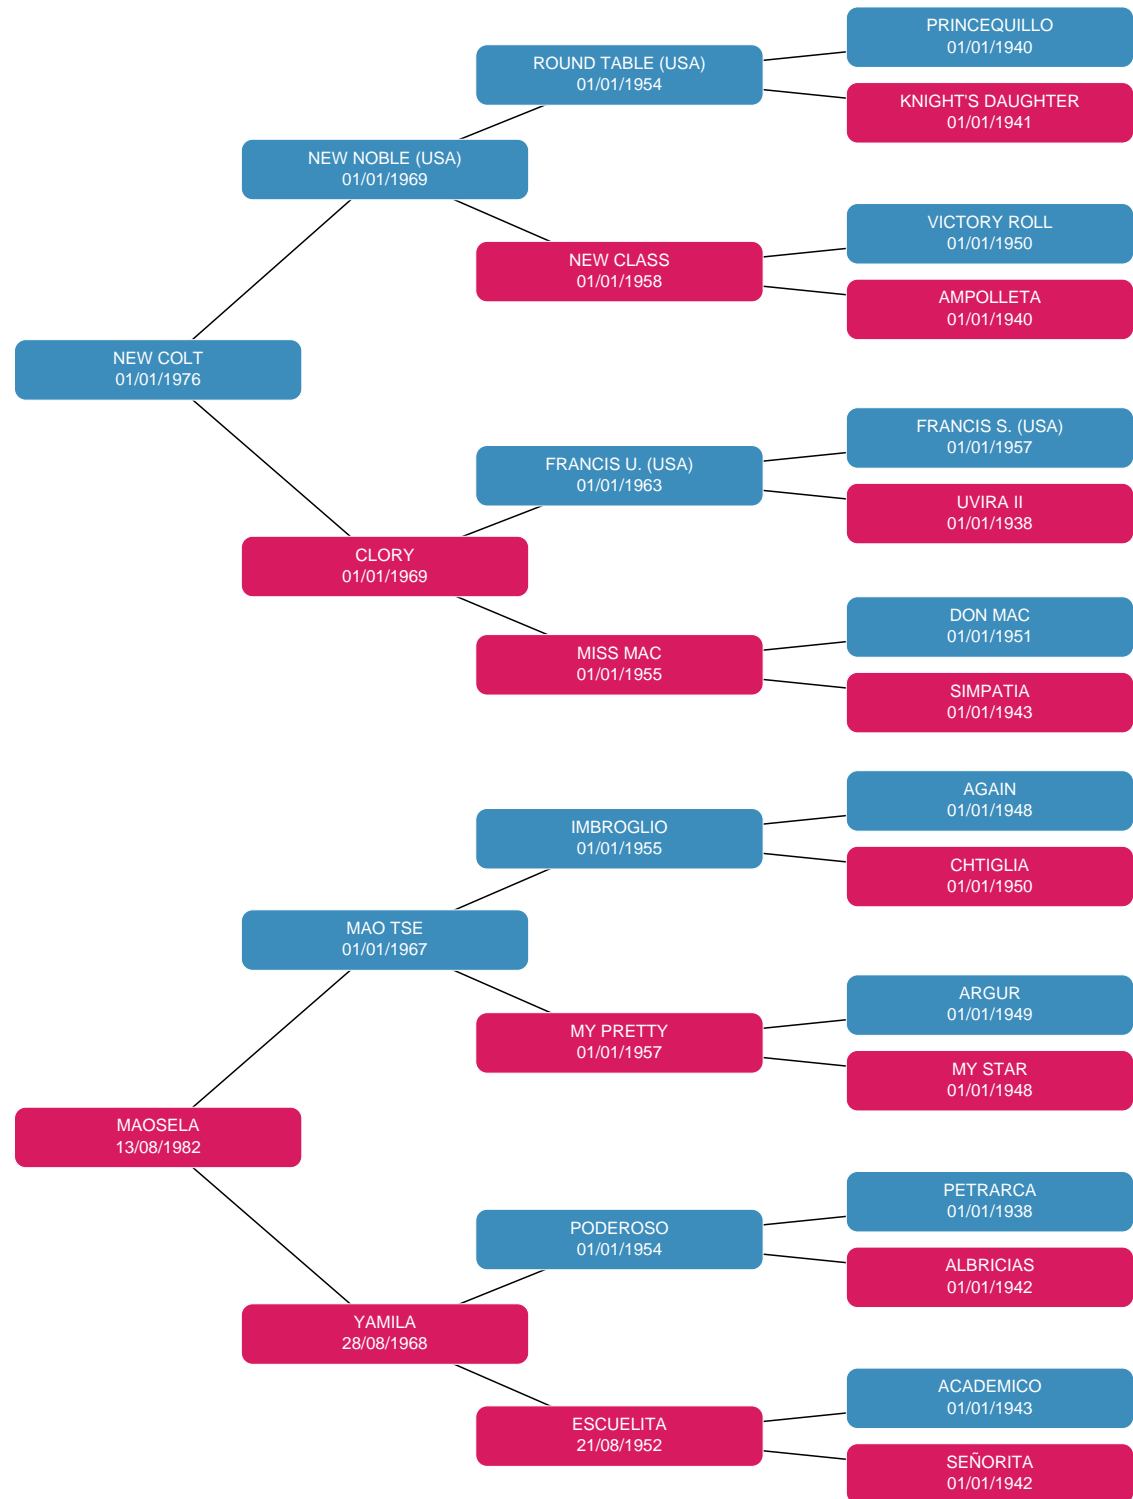 PRINCEQUILLO
01/01/1940
ROUND TABLE (USA)
01/01/1954
KNIGHT'S DAUGHTER
01/01/1941
NEW NOBLE (USA)
01/01/1969
VICTORY ROLL
01/01/1950
NEW CLASS
01/01/1958
AMPOLLETA
01/01/1940
NEW COLT
01/01/1976
FRANCIS S. (USA)
01/01/1957
FRANCIS U. (USA)
01/01/1963
UVIRA II
01/01/1938
CLORY
01/01/1969
DON MAC
01/01/1951
MISS MAC
01/01/1955
SIMPATIA
01/01/1943
AGAIN
01/01/1948
IMBROGLIO
01/01/1955
CHTIGLIA
01/01/1950
MAO TSE
01/01/1967
ARGUR
01/01/1949
MY PRETTY
01/01/1957
MY STAR
01/01/1948
MAOSELA
13/08/1982
PETRARCA
01/01/1938
PODEROSO
01/01/1954
ALBRICIAS
01/01/1942
YAMILA
28/08/1968
ACADEMICO
01/01/1943
ESCUELITA
21/08/1952
SEÑORITA
01/01/1942